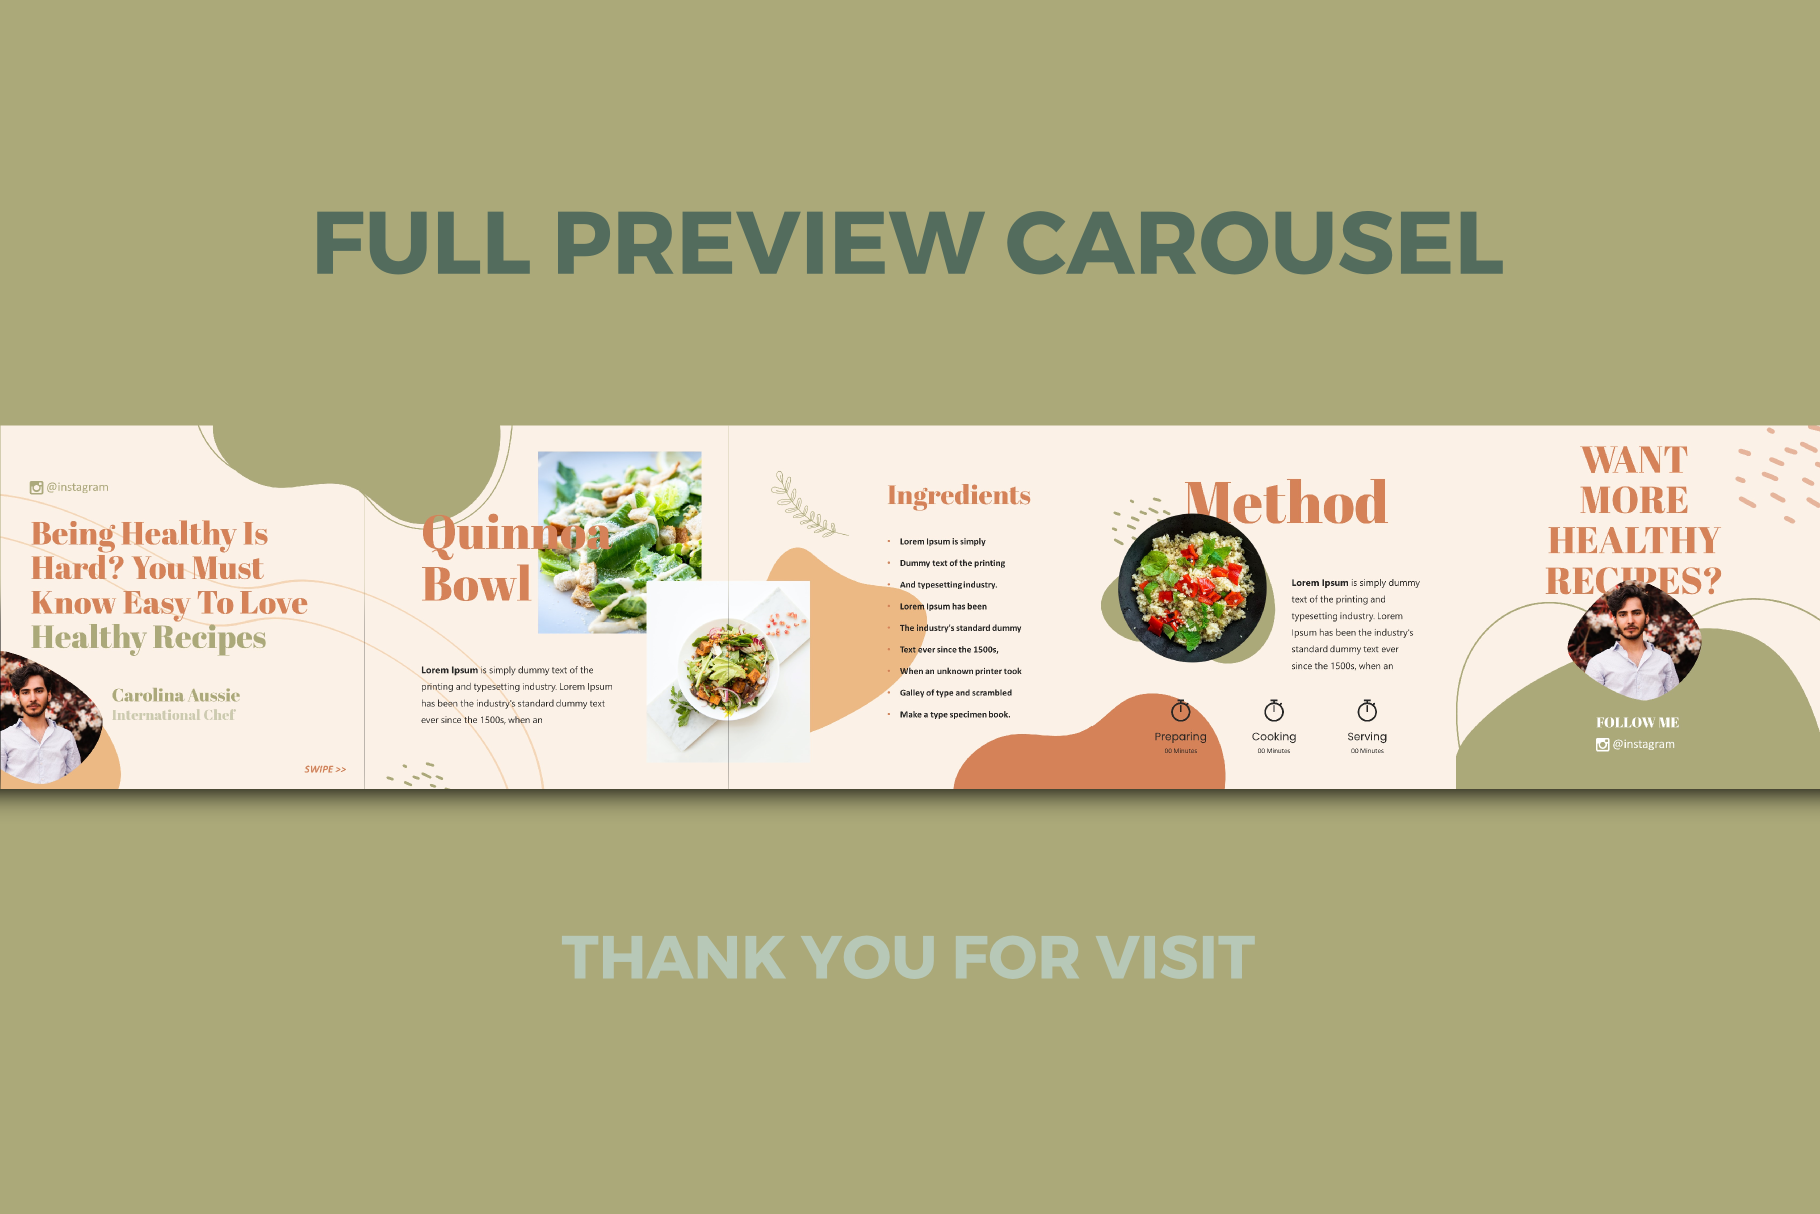 FULL PREVIEW CAROUSEL
@instagram
Being Healthy Is
Hard? You Must
Know Easy To Love
Healthy Recipes
Carolina Aussie
International Chef
SWIPE >>
Quinnoa
Bowl
Lorem Ipsum is simply dummy text of the
printing and typesetting industry. Lorem Ipsum
has been the industry's standard dummy text
ever since the 1500s, when an
Ingredients
Lorem Ipsum is simply
Dummy text of the printing
And typesetting industry.
Lorem Ipsum has been
The industry's standard dummy
Text ever since the 1500s,
When an unknown printer took
Galley of type and scrambled
Make a type specimen book.
Method
Lorem Ipsum is simply dummy
text of the printing and
typesetting industry. Lorem
Ipsum has been the industry's
standard dummy text ever
since the 1500s, when an
Preparing
00 Minutes
Cooking
00 Minutes
Serving
00 Minutes
WANT
MORE
HEALTHY
RECIPES?
FOLLOW ME
@instagram
THANK YOU FOR VISIT